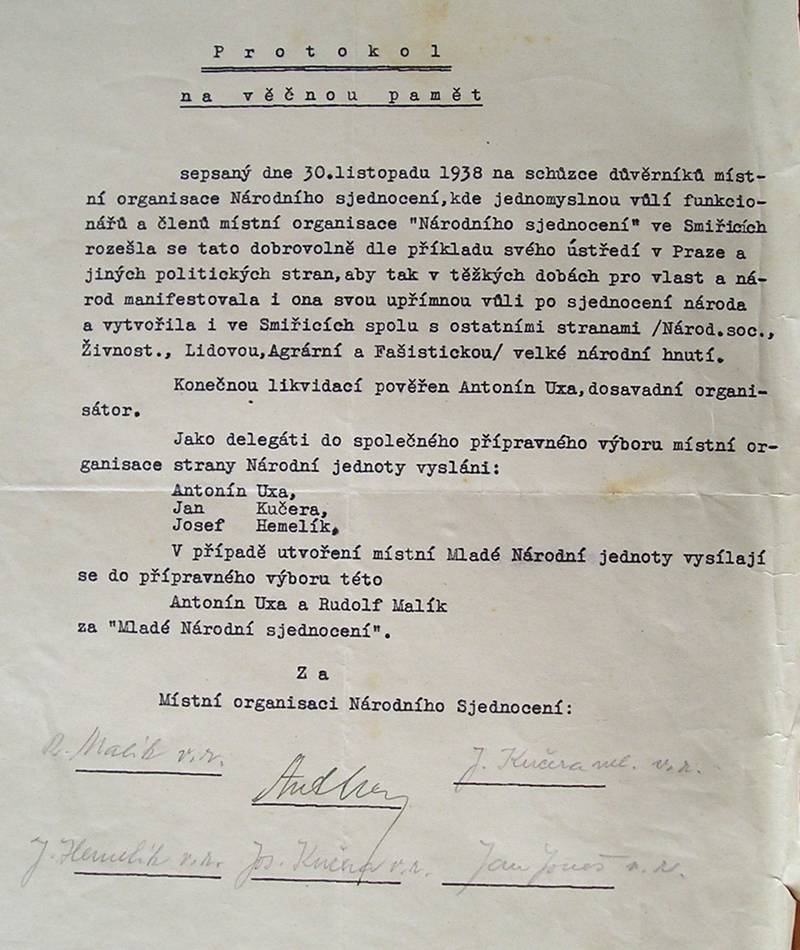 P r o t o k o l
na věčnou pamět
sepsaný dne 30.listopadu 1938 na schůzce důvěrníků míst-
ní organisace Národního sjednocení,kde jednomyslnou vůlí funkcio-
nářů a členů místní organisace "Národního sjednocení" ve Smiřicích
rozešla se tato dobrovolně dle příkladu svého ústředí v Praze a
jiných politických stran,aby tak v těžkých dobách pro vlast a ná-
rod manifestovala i ona svou upřímnou vůli po sjednocení národa
a vytvořila i ve Smiřicích spolu s ostatními stranami /Národ.soc.,
Živnost., Lidovou,Agrární a Fašistickou/ velké národní hnutí.
Konečnou likvidací pověřen Antonín Uxa,dosavadní organi-
sátor.
Jako delegáti do společného přípravného výboru místní or-
ganisace strany Národní jednoty vysláni:
Antonín Uxa,
Jan Kučera,
Josef Hemelík.
V případě utvoření místní Mladé Národní jednoty vysílají
se do přípravného výboru této
Antonín Uxa a Rudolf Malík
za "Mladé Národní sjednocení".
Z a
Místní organisaci Národního Sjednocení:
R. Malík v.r.
J. Kučera ml. v.r.
J. Hemelík v.r. Jos. Kučera v.r. Jan v.r.